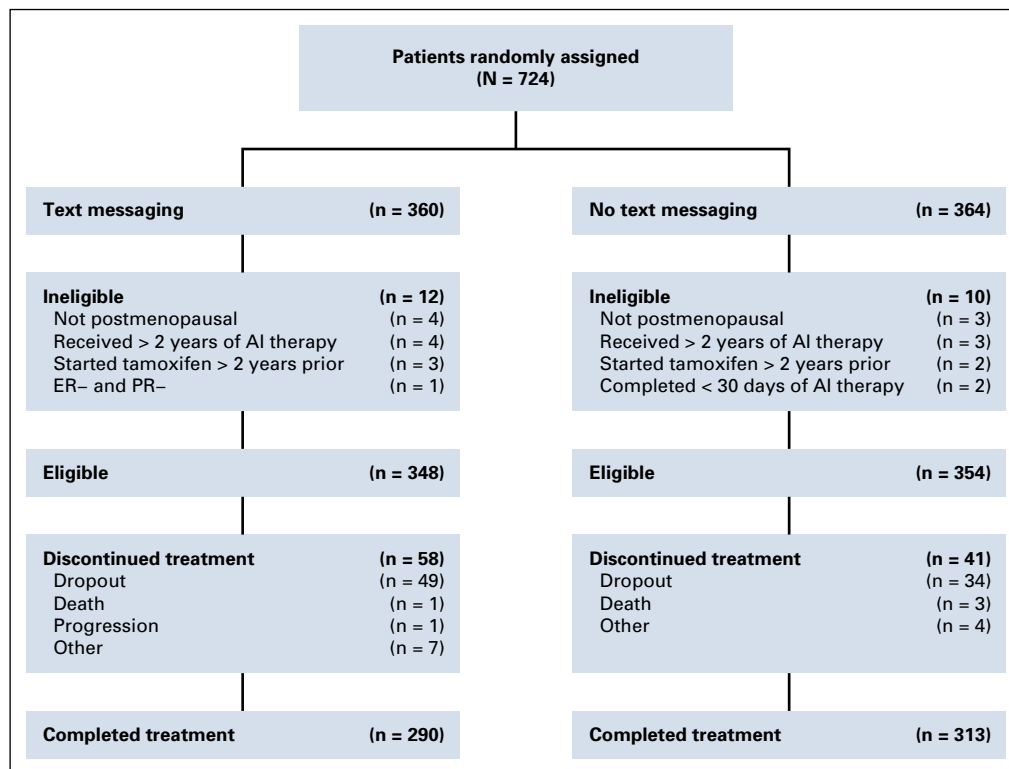 Patients randomly assigned
(N = 724)
Text messaging (n = 360)
No text messaging (n = 364)
Ineligible (n = 12)
Not postmenopausal (n = 4)
Received > 2 years of AI therapy (n = 4)
Started tamoxifen > 2 years prior (n = 3)
ER− and PR− (n = 1)
Ineligible (n = 10)
Not postmenopausal (n = 3)
Received > 2 years of AI therapy (n = 3)
Started tamoxifen > 2 years prior (n = 2)
Completed < 30 days of AI therapy (n = 2)
Eligible (n = 348)
Eligible (n = 354)
Discontinued treatment (n = 58)
Dropout (n = 49)
Death (n = 1)
Progression (n = 1)
Other (n = 7)
Discontinued treatment (n = 41)
Dropout (n = 34)
Death (n = 3)
Other (n = 4)
Completed treatment (n = 290)
Completed treatment (n = 313)